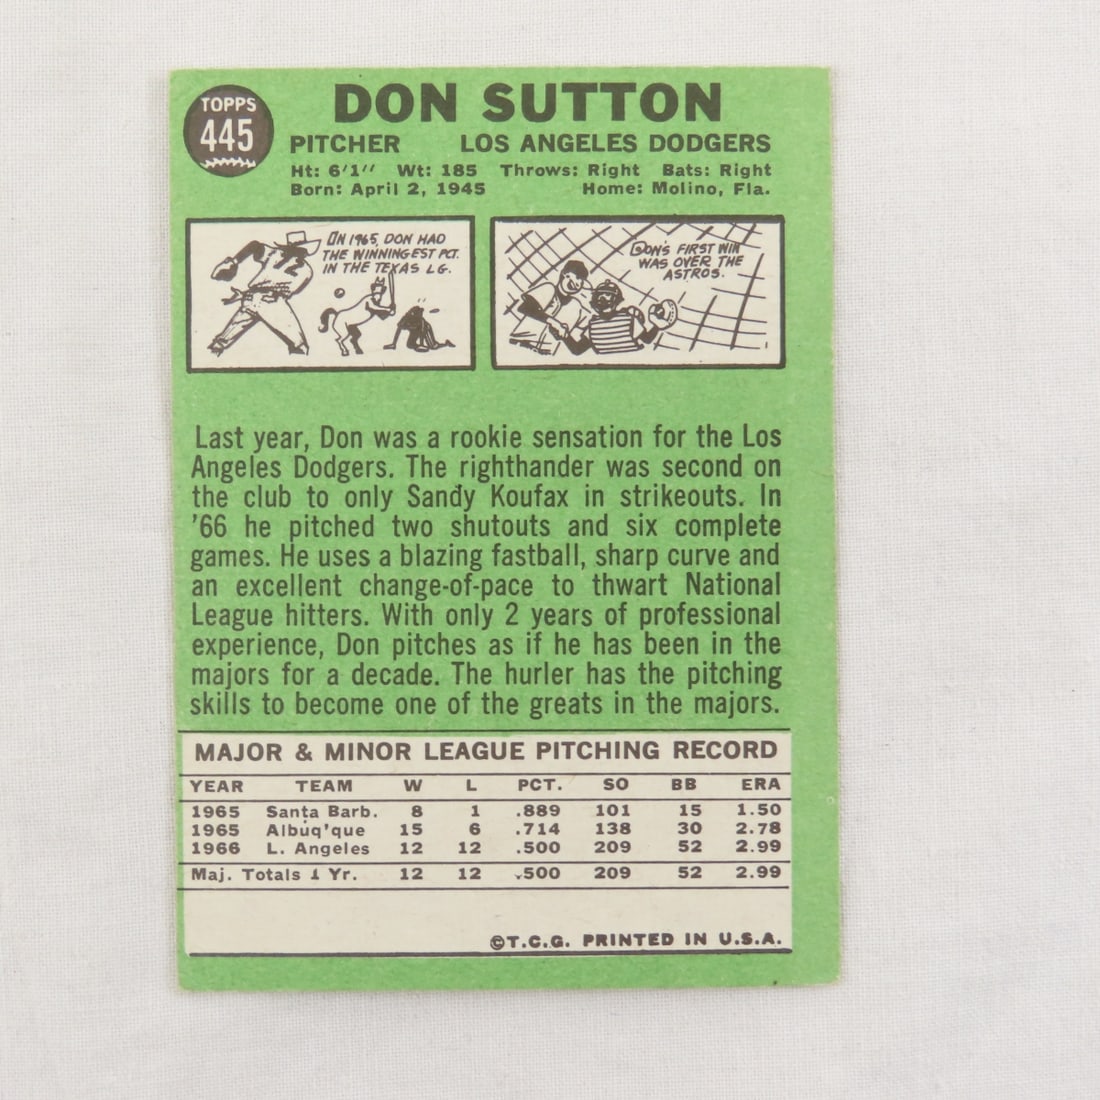 TOPPS
445
DON SUTTON
PITCHER LOS ANGELES DODGERS
Ht: 6'1" Wt: 185 Throws: Right Bats: Right
Born: April 2, 1945 Home: Molino, Fla.
ON 1965, DON HAD
THE WINNINGEST PCT.
IN THE TEXAS LG.
72
DON'S FIRST WIN
WAS OVER THE
ASTROS.
Last year, Don was a rookie sensation for the Los
Angeles Dodgers. The righthander was second on
the club to only Sandy Koufax in strikeouts. In
'66 he pitched two shutouts and six complete
games. He uses a blazing fastball, sharp curve and
an excellent change-of-pace to thwart National
League hitters. With only 2 years of professional
experience, Don pitches as if he has been in the
majors for a decade. The hurler has the pitching
skills to become one of the greats in the majors.
MAJOR & MINOR LEAGUE PITCHING RECORD
YEAR TEAM W L PCT. SO BB ERA
1965 Santa Barb. 8 1 .889 101 15 1.50
1965 Albuq'que 15 6 .714 138 30 2.78
1966 L. Angeles 12 12 .500 209 52 2.99
Maj. Totals 1 Yr. 12 12 .500 209 52 2.99
©T.C.G. PRINTED IN U.S.A.